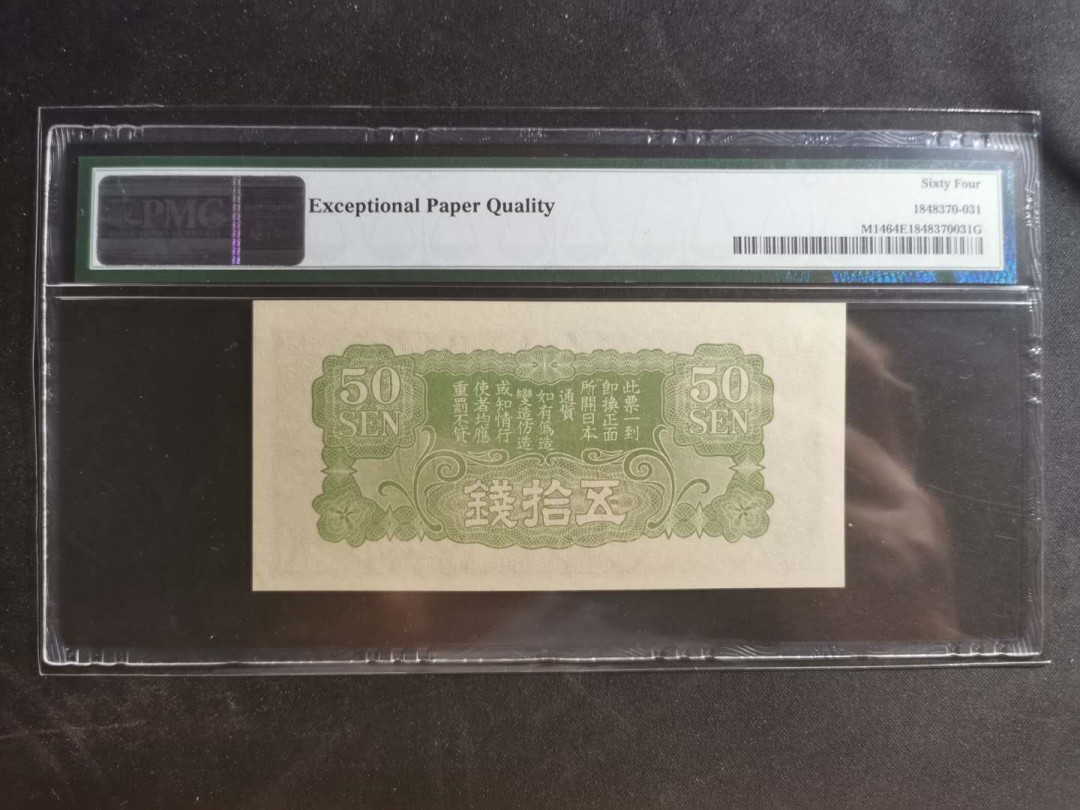 PMG
Exceptional Paper Quality
Sixty Four
1848370-031
M1464E1848370031G
50
SEN
50
SEN
此票一到
即換正面
所開日本
通貨
如有偽造
變造仿造
或知情行
使者均應
重罰不貸
錢拾五